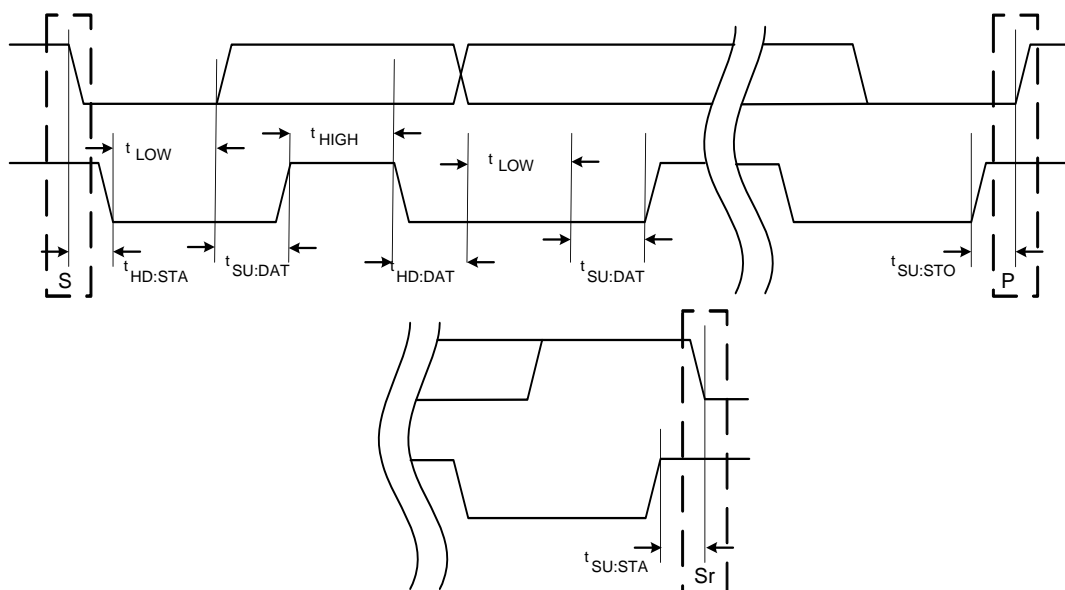 t HIGH
t LOW
t LOW
t HD:STA
t SU:DAT
t HD:DAT
t SU:DAT
t SU:STO
S
P
t SU:STA
Sr